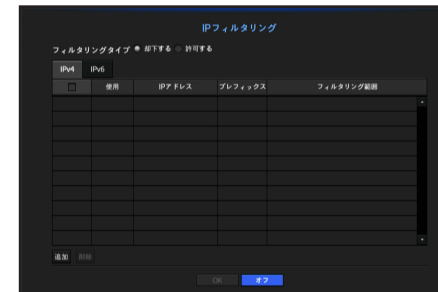 IPフィルタリング
フィルタリングタイプ 却下する 許可する
IPv4 IPv6
使用 IPアドレス プレフィックス フィルタリング範囲
追加 削除
OK オフ